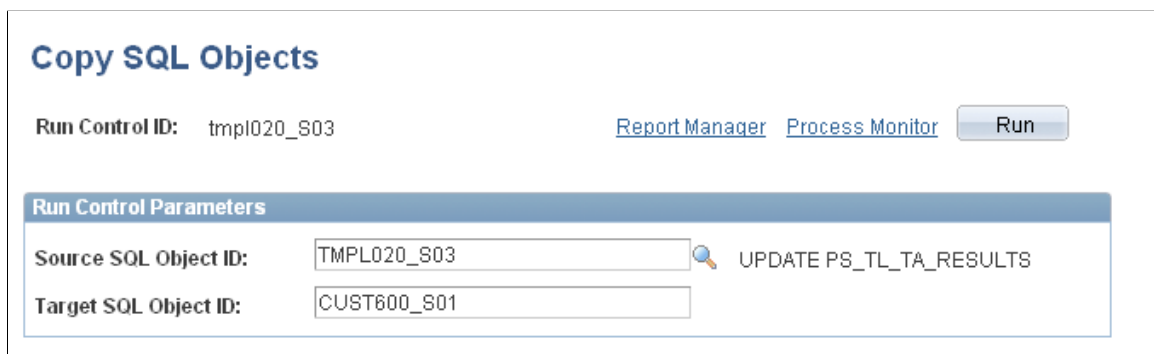 Copy SQL Objects
Run Control ID: tmpl020_S03 Report Manager Process Monitor Run
Run Control Parameters
Source SQL Object ID: TMPL020_S03 UPDATE PS_TL_TA_RESULTS
Target SQL Object ID: CUST600_S01